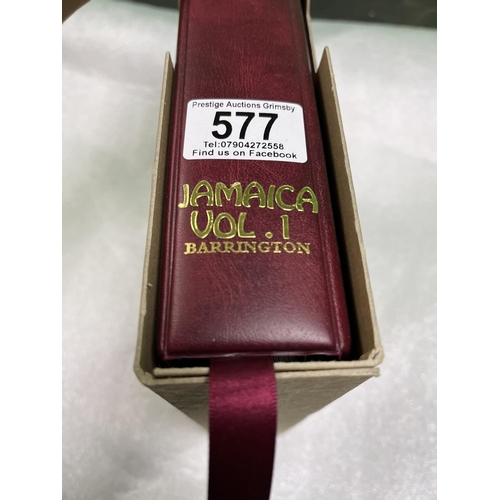 Prestige Auctions Grimsby
577
Tel:07904272558
Find us on Facebook
JAMAICA
VOL.1
BARRINGTON